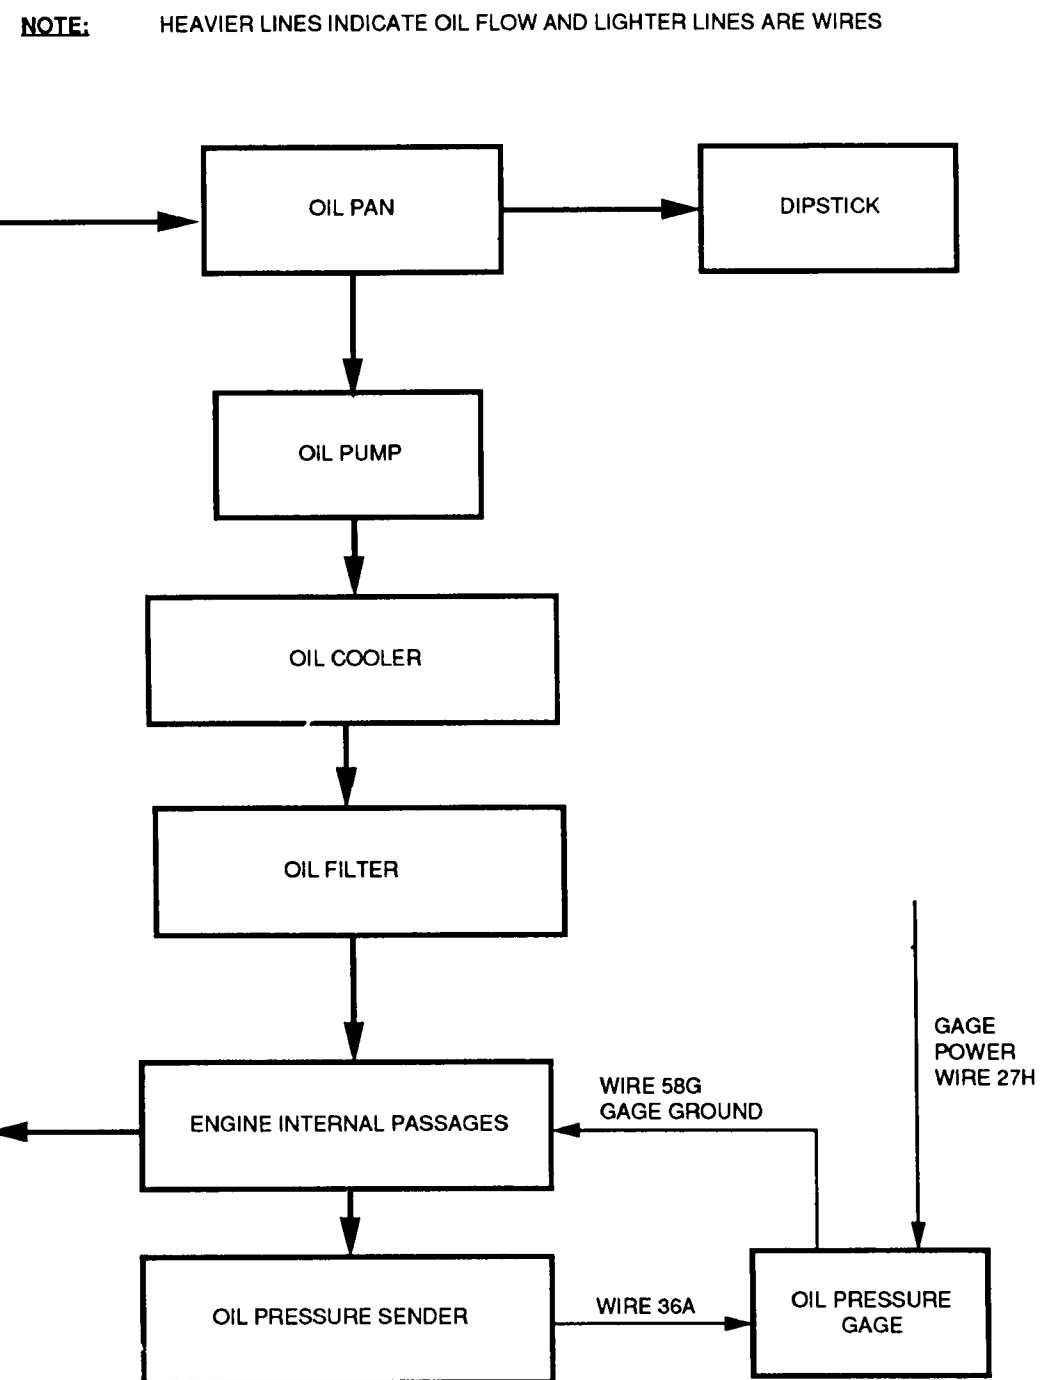 NOTE: HEAVIER LINES INDICATE OIL FLOW AND LIGHTER LINES ARE WIRES
OIL PAN
DIPSTICK
OIL PUMP
OIL COOLER
OIL FILTER
GAGE
POWER
WIRE 27H
WIRE 58G
GAGE GROUND
ENGINE INTERNAL PASSAGES
OIL PRESSURE SENDER
WIRE 36A
OIL PRESSURE
GAGE